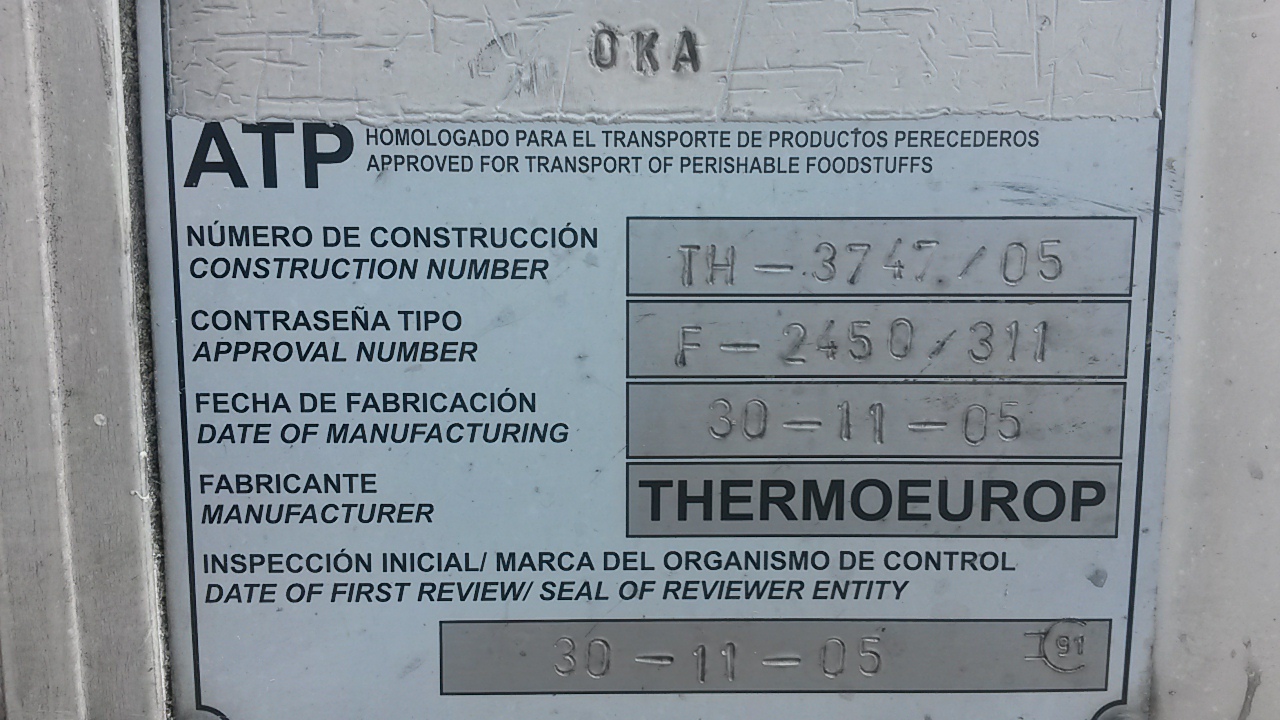 OKA
ATP
HOMOLOGADO PARA EL TRANSPORTE DE PRODUCTOS PERECEDEROS
APPROVED FOR TRANSPORT OF PERISHABLE FOODSTUFFS
NÚMERO DE CONSTRUCCIÓN
CONSTRUCTION NUMBER
TH-3747/05
CONTRASEÑA TIPO
APPROVAL NUMBER
F-2450/311
FECHA DE FABRICACIÓN
DATE OF MANUFACTURING
30-11-05
FABRICANTE
MANUFACTURER
THERMOEUROP
INSPECCIÓN INICIAL/ MARCA DEL ORGANISMO DE CONTROL
DATE OF FIRST REVIEW/ SEAL OF REVIEWER ENTITY
30-11-05
91